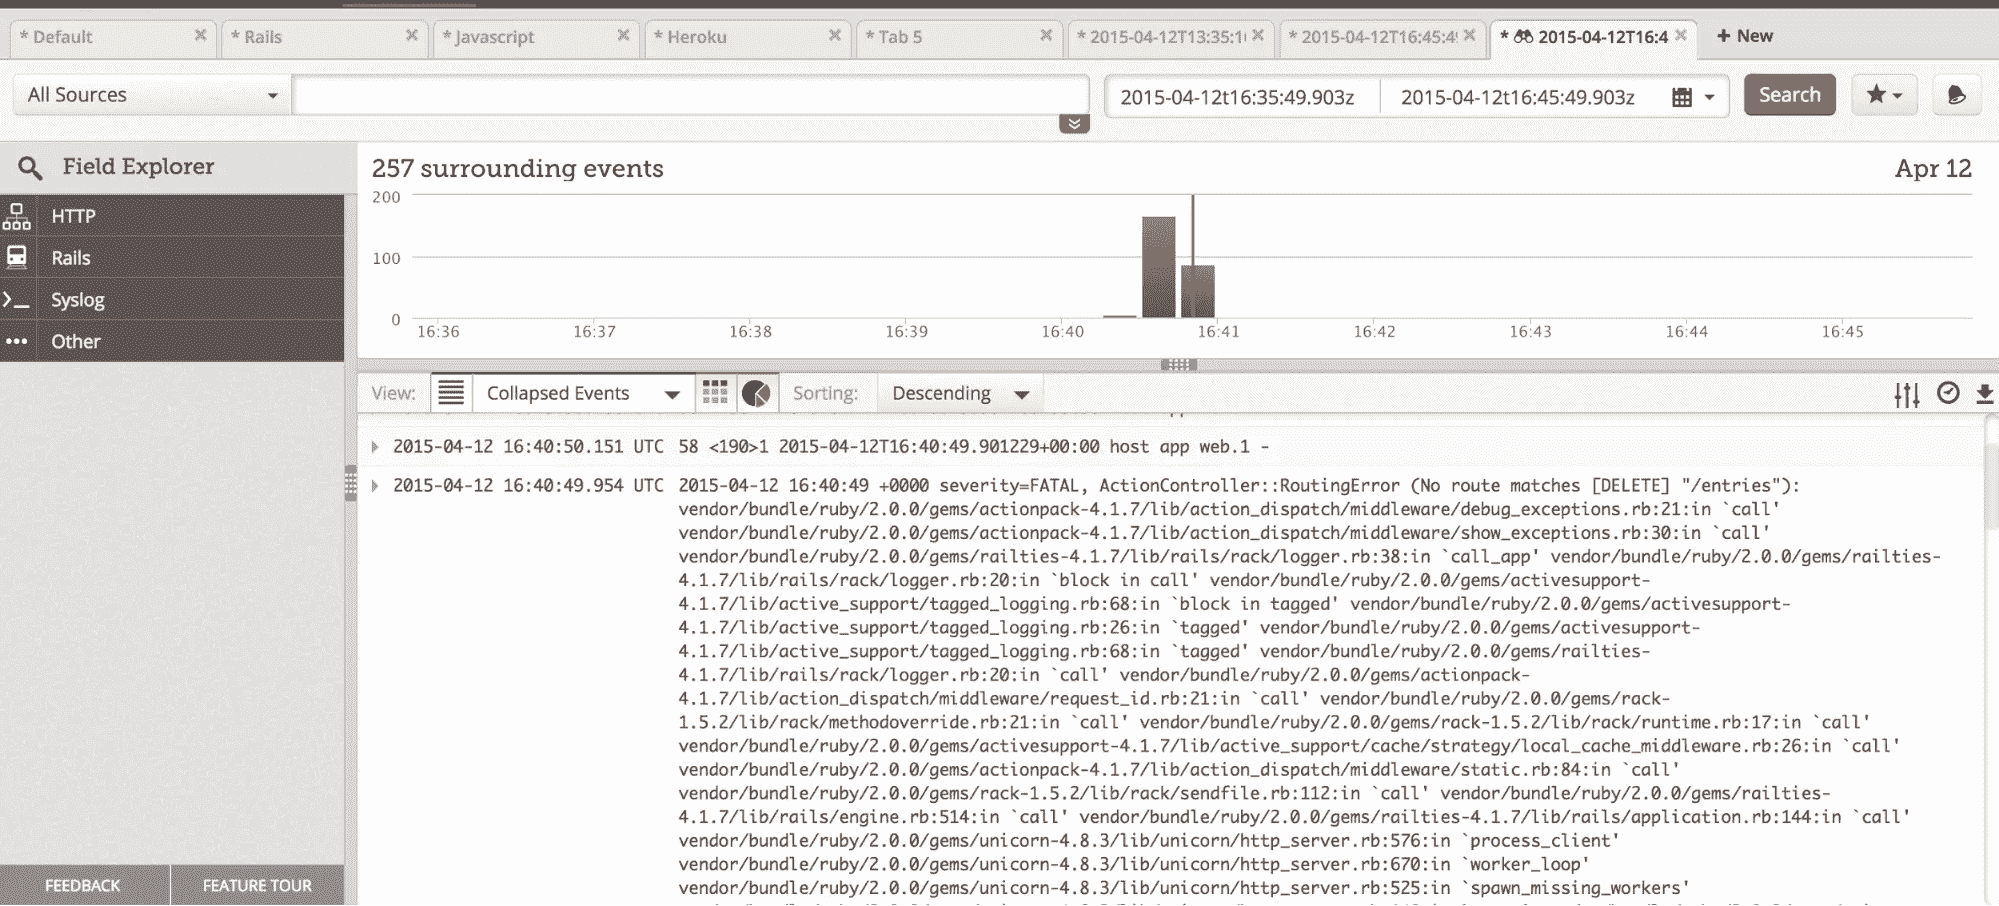 * Default
* Rails
* Javascript
* Heroku
* Tab 5
* 2015-04-12T13:35:1
* 2015-04-12T16:45:4
* 2015-04-12T16:4
+ New
All Sources
2015-04-12t16:35:49.903z
2015-04-12t16:45:49.903z
Search
Field Explorer
HTTP
Rails
Syslog
Other
257 surrounding events
Apr 12
200
100
0
16:36
16:37
16:38
16:39
16:40
16:41
16:42
16:43
16:44
16:45
View:
Collapsed Events
Sorting:
Descending
2015-04-12 16:40:50.151 UTC 58 <190>1 2015-04-12T16:40:49.901229+00:00 host app web.1 -
2015-04-12 16:40:49.954 UTC 2015-04-12 16:40:49 +0000 severity=FATAL, ActionController::RoutingError (No route matches [DELETE] "/entries"):
vendor/bundle/ruby/2.0.0/gems/actionpack-4.1.7/lib/action_dispatch/middleware/debug_exceptions.rb:21:in `call'
vendor/bundle/ruby/2.0.0/gems/actionpack-4.1.7/lib/action_dispatch/middleware/show_exceptions.rb:30:in `call'
vendor/bundle/ruby/2.0.0/gems/railties-4.1.7/lib/rails/rack/logger.rb:38:in `call_app' vendor/bundle/ruby/2.0.0/gems/railties-
4.1.7/lib/rails/rack/logger.rb:20:in `block in call' vendor/bundle/ruby/2.0.0/gems/activesupport-
4.1.7/lib/active_support/tagged_logging.rb:68:in `block in tagged' vendor/bundle/ruby/2.0.0/gems/activesupport-
4.1.7/lib/active_support/tagged_logging.rb:26:in `tagged' vendor/bundle/ruby/2.0.0/gems/activesupport-
4.1.7/lib/active_support/tagged_logging.rb:68:in `tagged' vendor/bundle/ruby/2.0.0/gems/railties-
4.1.7/lib/rails/rack/logger.rb:20:in `call' vendor/bundle/ruby/2.0.0/gems/actionpack-
4.1.7/lib/action_dispatch/middleware/request_id.rb:21:in `call' vendor/bundle/ruby/2.0.0/gems/rack-
1.5.2/lib/rack/methodoverride.rb:21:in `call' vendor/bundle/ruby/2.0.0/gems/rack-1.5.2/lib/rack/runtime.rb:17:in `call'
vendor/bundle/ruby/2.0.0/gems/activesupport-4.1.7/lib/active_support/cache/strategy/local_cache_middleware.rb:26:in `call'
vendor/bundle/ruby/2.0.0/gems/actionpack-4.1.7/lib/action_dispatch/middleware/static.rb:84:in `call'
vendor/bundle/ruby/2.0.0/gems/rack-1.5.2/lib/rack/sendfile.rb:112:in `call' vendor/bundle/ruby/2.0.0/gems/railties-
4.1.7/lib/rails/engine.rb:514:in `call' vendor/bundle/ruby/2.0.0/gems/railties-4.1.7/lib/rails/application.rb:144:in `call'
vendor/bundle/ruby/2.0.0/gems/unicorn-4.8.3/lib/unicorn/http_server.rb:576:in `process_client'
vendor/bundle/ruby/2.0.0/gems/unicorn-4.8.3/lib/unicorn/http_server.rb:670:in `worker_loop'
vendor/bundle/ruby/2.0.0/gems/unicorn-4.8.3/lib/unicorn/http_server.rb:525:in `spawn_missing_workers'
FEEDBACK
FEATURE TOUR